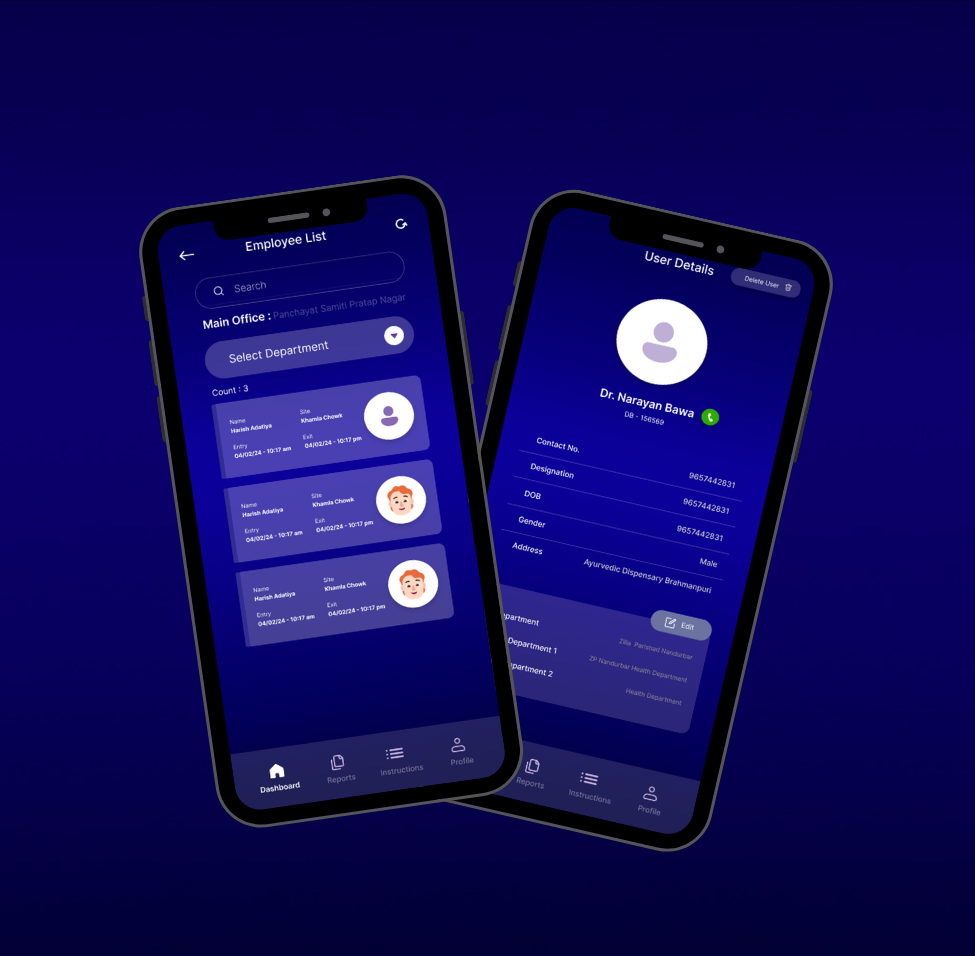 Employee List
Search
Main Office : Panchayat Samiti Pratap Nagar
Select Department
Count : 3
Name
Harish Adatiya
Site
Khamla Chowk
Entry
04/02/24 - 10:17 am
Exit
04/02/24 - 10:17 pm
Name
Harish Adatiya
Site
Khamla Chowk
Entry
04/02/24 - 10:17 am
Exit
04/02/24 - 10:17 pm
Name
Harish Adatiya
Site
Khamla Chowk
Entry
04/02/24 - 10:17 am
Exit
04/02/24 - 10:17 pm
Dashboard
Reports
Instructions
Profile
User Details
Delete User
Dr. Narayan Bawa
DB - 156569
Contact No. 9657442831
Designation 9657442831
DOB 9657442831
Gender Male
Address Ayurvedic Dispensary Brahmanpuri
Edit
partment Zilla Parishad Nandurbar
Department 1 ZP Nandurbar Health Department
partment 2 Health Department
Reports
Instructions
Profile